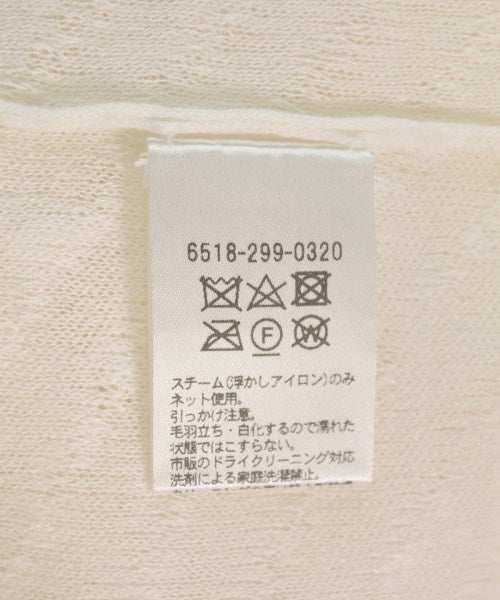 6518-299-0320
F
W
スチーム(浮かしアイロン)のみ
ネット使用。
引っかけ注意。
毛羽立ち・白化するので濡れた
状態ではこすらない。
市販のドライクリーニング対応
洗剤による家庭洗濯禁止。